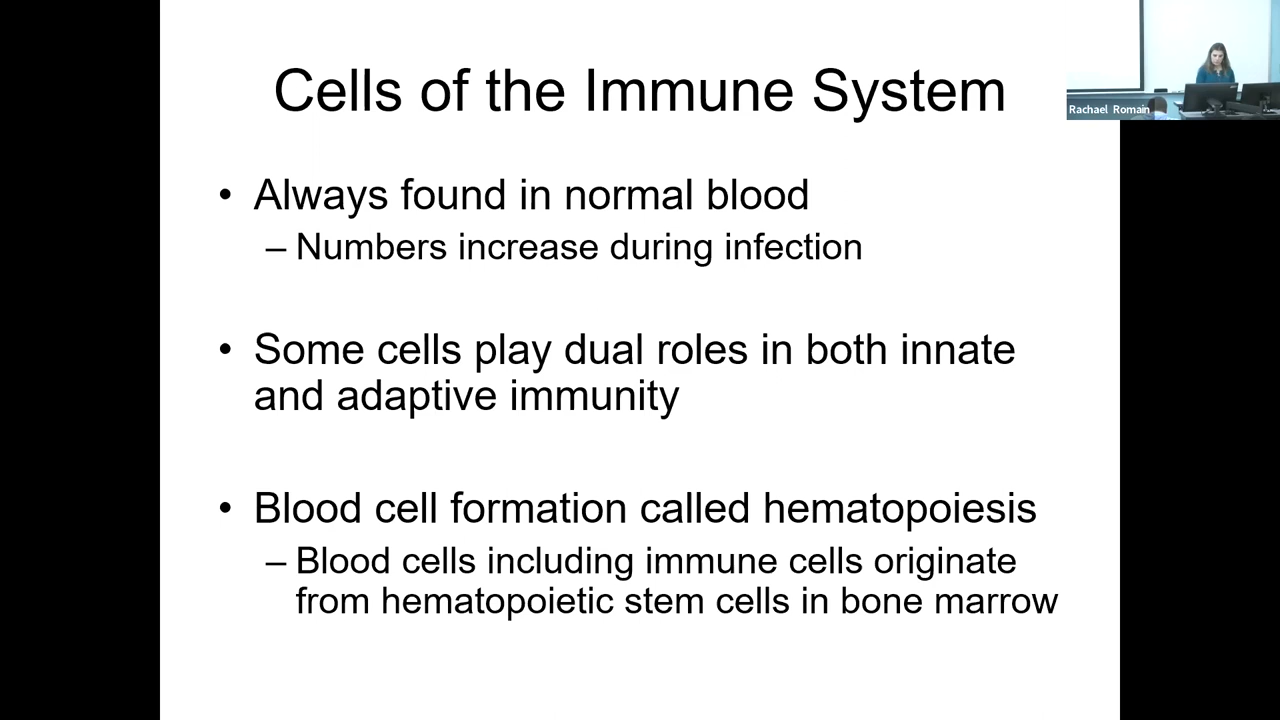 Cells of the Immune System
Rachael Romain
• Always found in normal blood
– Numbers increase during infection
• Some cells play dual roles in both innate
and adaptive immunity
• Blood cell formation called hematopoiesis
– Blood cells including immune cells originate
from hematopoietic stem cells in bone marrow